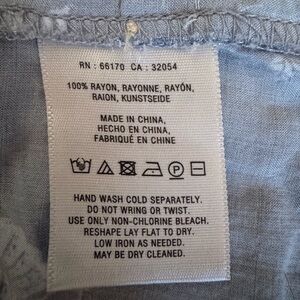 RN : 66170 CA : 32054
100% RAYON, RAYONNE, RAYÓN,
RAION, KUNSTSEIDE
MADE IN CHINA,
HECHO EN CHINA,
FABRIQUÉ EN CHINE
HAND WASH COLD SEPARATELY.
DO NOT WRING OR TWIST.
USE ONLY NON-CHLORINE BLEACH.
RESHAPE LAY FLAT TO DRY.
LOW IRON AS NEEDED.
MAY BE DRY CLEANED.